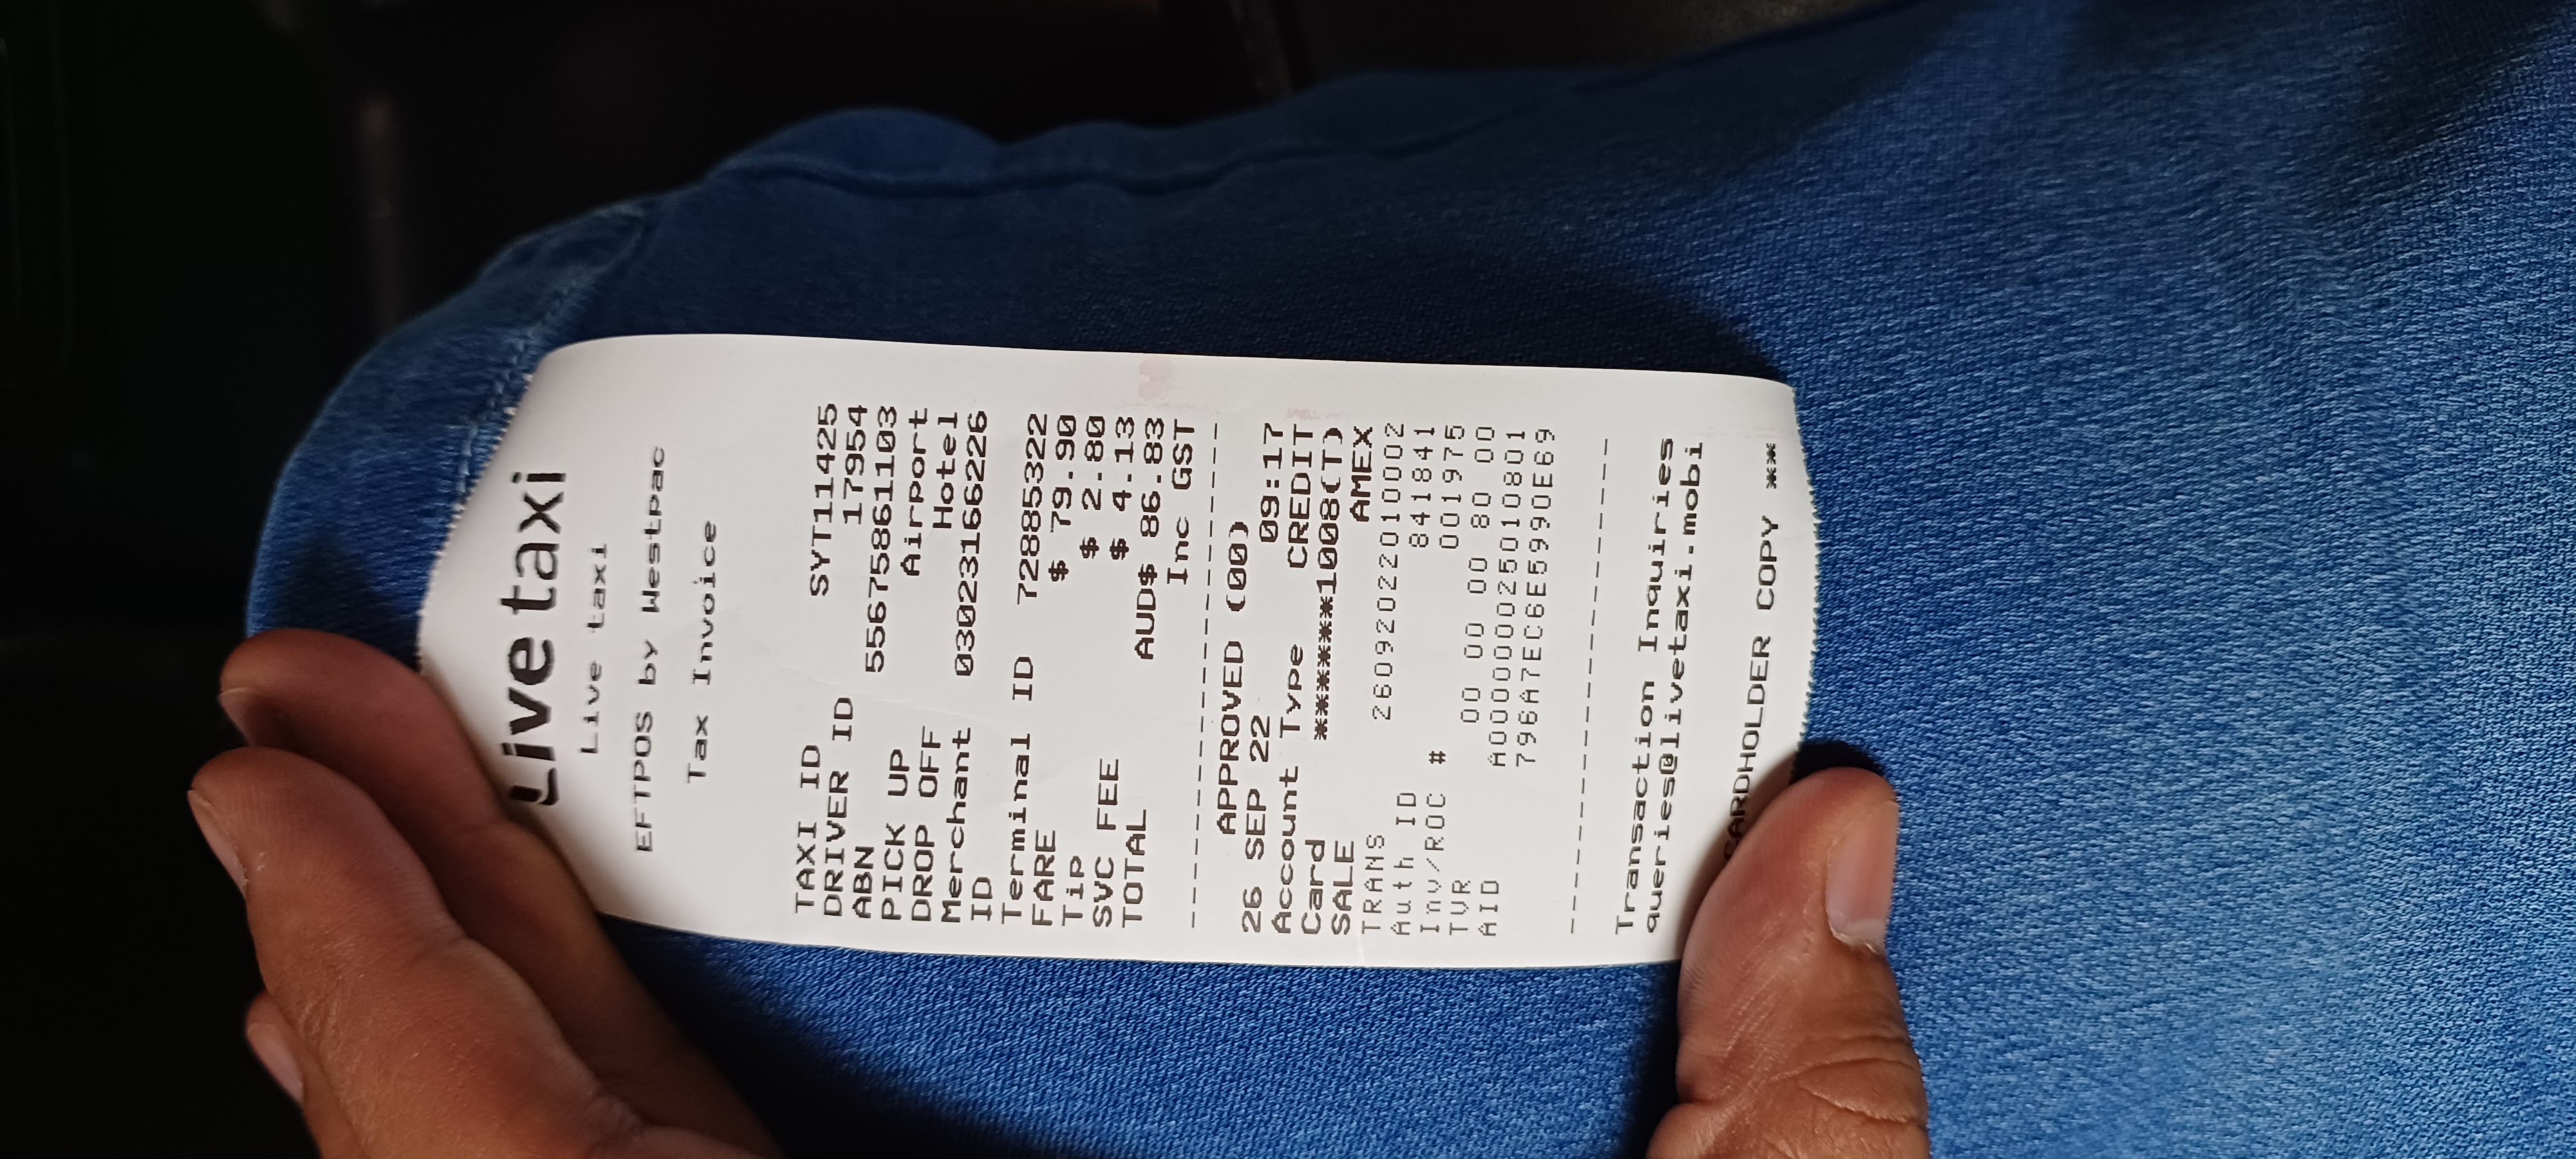 Live taxi
Live taxi
EFTPOS by Westpac
Tax Invoice
TAXI ID SYT11425
DRIVER ID 17954
ABN 55675861103
PICK UP Airport
DROP OFF Hotel
Merchant 03023166226
ID
Terminal ID 72885322
FARE $ 79.90
Tip $ 2.80
SVC FEE $ 4.13
TOTAL AUD$ 86.83
Inc GST
--------------------
APPROVED (00)
26 SEP 22 09:17
Account Type CREDIT
Card ******1008(T)
SALE AMEX
TRANS 26092022010002
Auth ID 841841
Inv/ROC # 001975
TVR 00 00 00 80 00
AID A000000025010801
796A7EC6E5990E69
--------------------
Transaction Inquiries
queries@livetaxi.mobi
CARDHOLDER COPY **